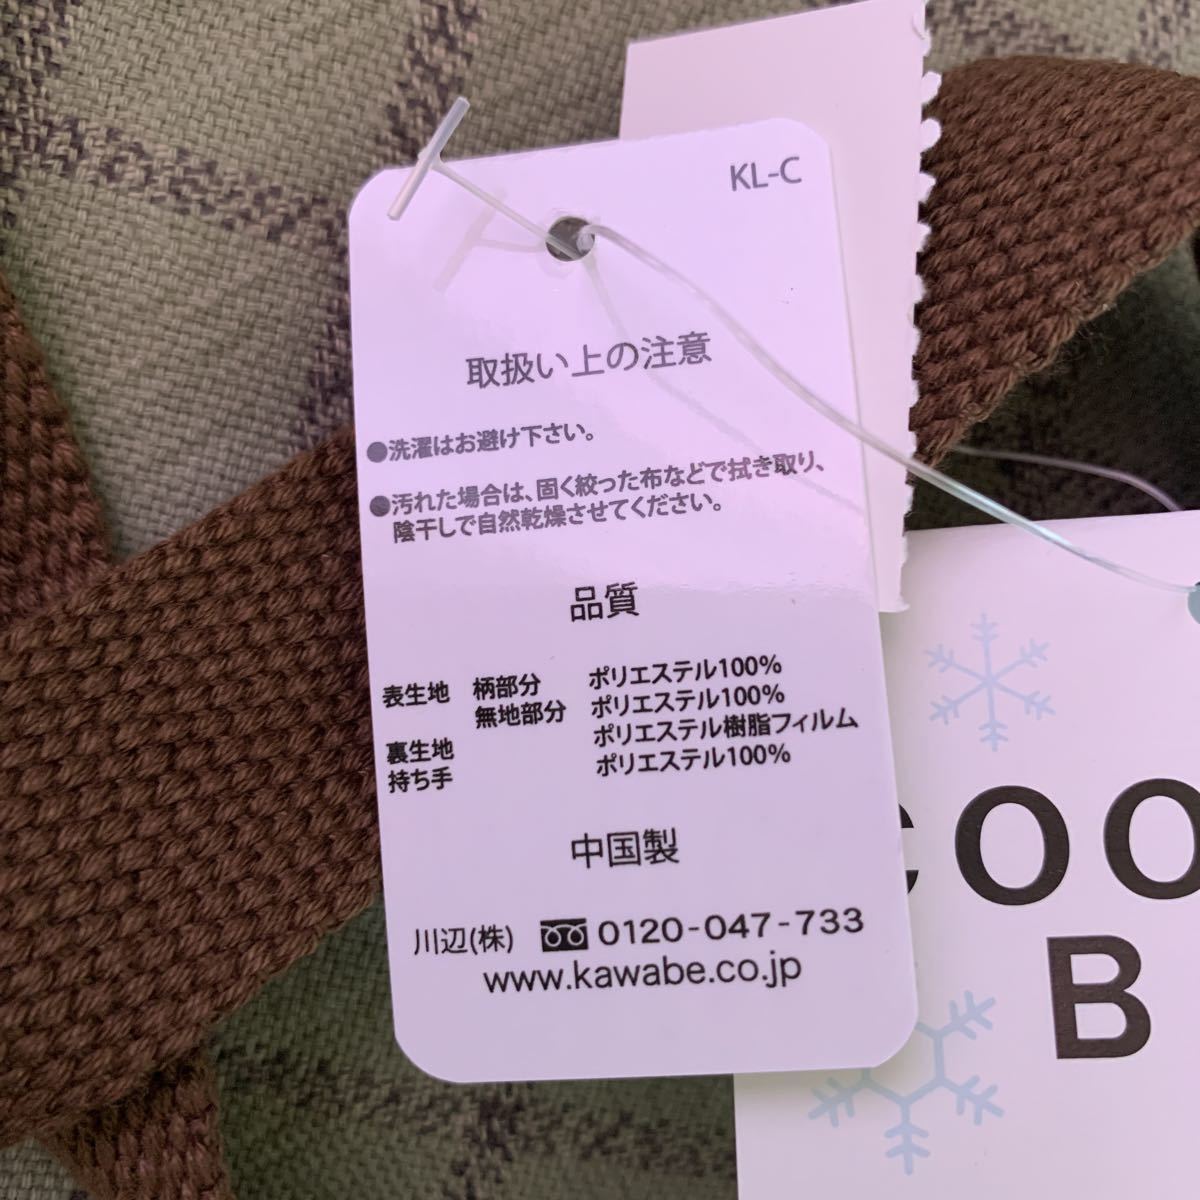 KL-C
取扱い上の注意
●洗濯はお避け下さい。
●汚れた場合は、固く絞った布などで拭き取り、
陰干しで自然乾燥させてください。
品質
表生地 柄部分 ポリエステル100%
無地部分 ポリエステル100%
裏生地 ポリエステル樹脂フィルム
持ち手 ポリエステル100%
中国製
川辺(株) 0120-047-733
www.kawabe.co.jp
COO
B